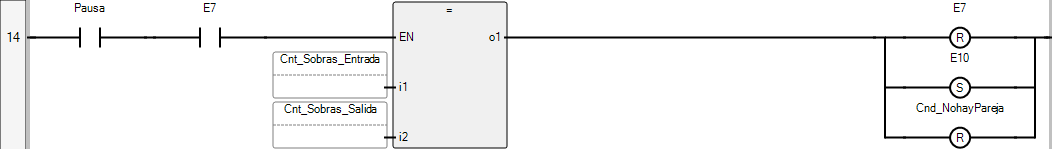 Pausa E7 = E7
14 EN o1 R
Cnt_Sobras_Entrada E10
i1 S
Cnt_Sobras_Salida Cnd_NohayPareja
i2 R